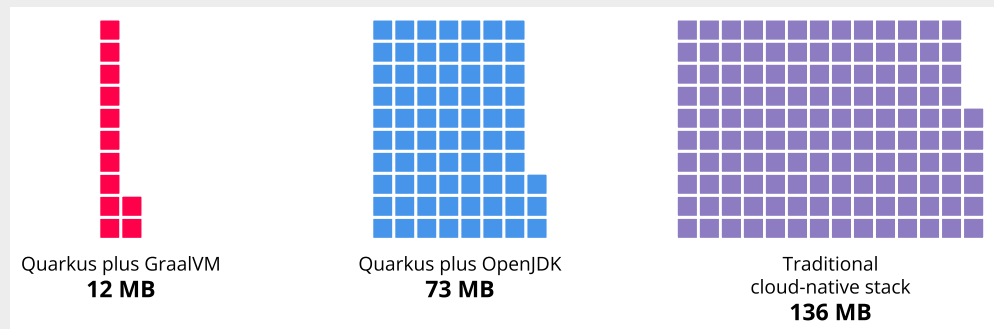 Quarkus plus GraalVM
12 MB
Quarkus plus OpenJDK
73 MB
Traditional
cloud-native stack
136 MB